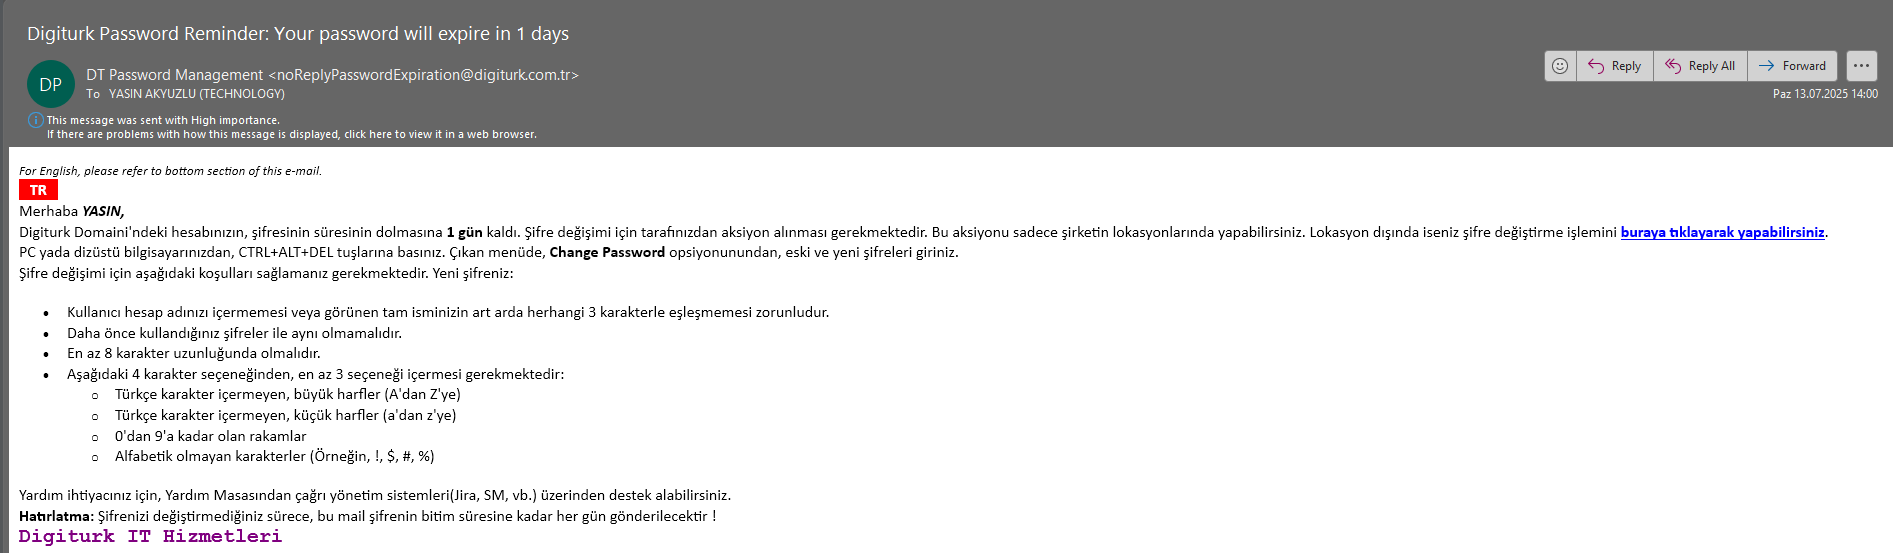 Digiturk Password Reminder: Your password will expire in 1 days
DP
DT Password Management <noReplyPasswordExpiration@digiturk.com.tr>
To YASIN AKYUZLU (TECHNOLOGY)
Reply
Reply All
Forward
...
Paz 13.07.2025 14:00
This message was sent with High importance.
If there are problems with how this message is displayed, click here to view it in a web browser.
For English, please refer to bottom section of this e-mail.
TR
Merhaba YASIN,
Digiturk Domaini'ndeki hesabınızın, şifresinin süresinin dolmasına 1 gün kaldı. Şifre değişimi için tarafınızdan aksiyon alınması gerekmektedir. Bu aksiyonu sadece şirketin lokasyonlarında yapabilirsiniz. Lokasyon dışında iseniz şifre değiştirme işlemini buraya tıklayarak yapabilirsiniz.
PC yada dizüstü bilgisayarınızdan, CTRL+ALT+DEL tuşlarına basınız. Çıkan menüde, Change Password opsiyonunundan, eski ve yeni şifreleri giriniz.
Şifre değişimi için aşağıdaki koşulları sağlamanız gerekmektedir. Yeni şifreniz:
• Kullanıcı hesap adınızı içermemesi veya görünen tam isminizin art arda herhangi 3 karakterle eşleşmemesi zorunludur.
• Daha önce kullandığınız şifreler ile aynı olmamalıdır.
• En az 8 karakter uzunluğunda olmalıdır.
• Aşağıdaki 4 karakter seçeneğinden, en az 3 seçeneği içermesi gerekmektedir:
o Türkçe karakter içermeyen, büyük harfler (A'dan Z'ye)
o Türkçe karakter içermeyen, küçük harfler (a'dan z'ye)
o 0'dan 9'a kadar olan rakamlar
o Alfabetik olmayan karakterler (Örneğin, !, $, #, %)
Yardım ihtiyacınız için, Yardım Masasından çağrı yönetim sistemleri(Jira, SM, vb.) üzerinden destek alabilirsiniz.
Hatırlatma: Şifrenizi değiştirmediğiniz sürece, bu mail şifrenin bitim süresine kadar her gün gönderilecektir !
Digiturk IT Hizmetleri